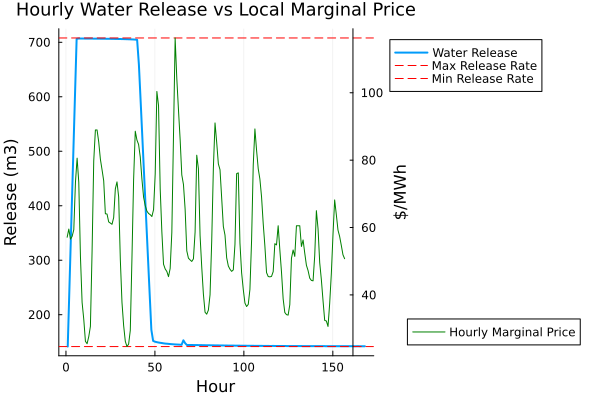 Hourly Water Release vs Local Marginal Price
Release (m3)
700
600
500
400
300
200
0
50
100
150
Hour
100
80
60
40
$/MWh
Water Release
Max Release Rate
Min Release Rate
Hourly Marginal Price